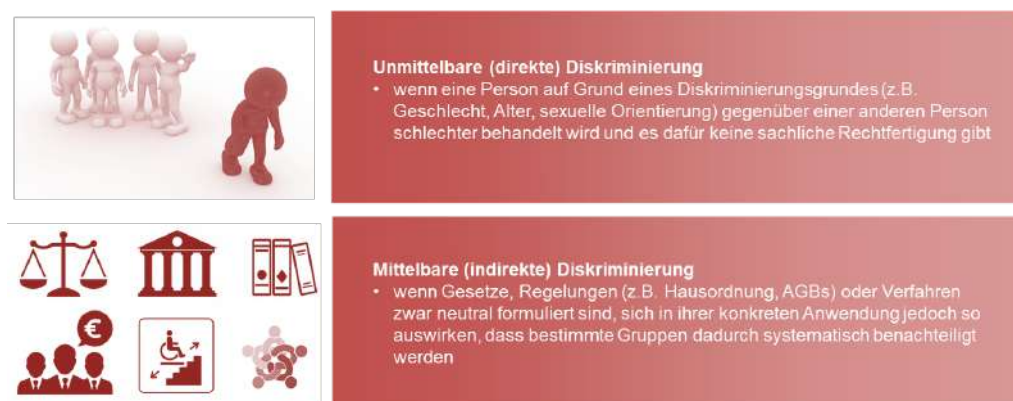 Unmittelbare (direkte) Diskriminierung
• wenn eine Person auf Grund eines Diskriminierungsgrundes (z.B.
Geschlecht, Alter, sexuelle Orientierung) gegenüber einer anderen Person
schlechter behandelt wird und es dafür keine sachliche Rechtfertigung gibt
€
Mittelbare (indirekte) Diskriminierung
• wenn Gesetze, Regelungen (z.B. Hausordnung, AGBs) oder Verfahren
zwar neutral formuliert sind, sich in ihrer konkreten Anwendung jedoch so
auswirken, dass bestimmte Gruppen dadurch systematisch benachteiligt
werden